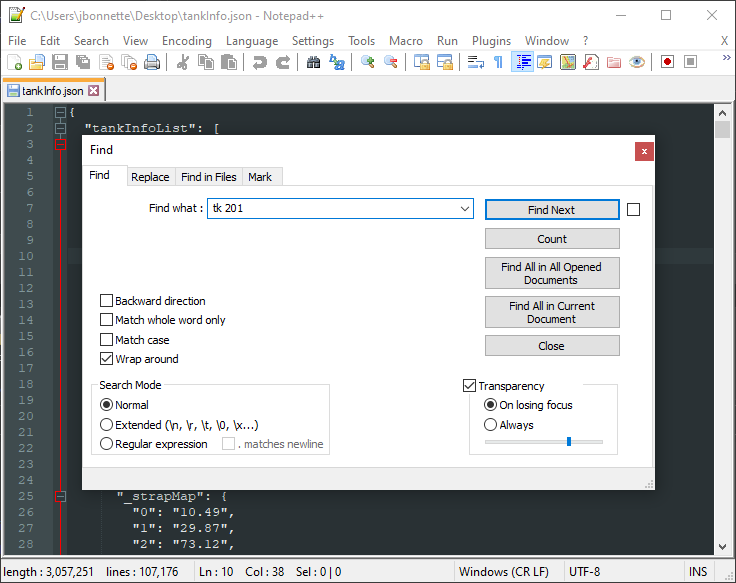 C:\Users\jbonnette\Desktop\tankInfo.json - Notepad++
File Edit Search View Encoding Language Settings Tools Macro Run Plugins Window ? X
tankInfo.json
1 {
2 "tankInfoList": [
3
4
5
6
7
8
9
10
11
12
13
14
15
16
17
18
19
20
21
22
23
24
25 "_strapMap": {
26 "0": "10.49",
27 "1": "29.87",
28 "2": "73.12",
Find
Find Replace Find in Files Mark
Find what : tk 201
Find Next
Count
Find All in All Opened
Documents
Find All in Current
Document
Close
Backward direction
Match whole word only
Match case
Wrap around
Search Mode
Normal
Extended (\n, \r, \t, \0, \x...)
Regular expression . matches newline
Transparency
On losing focus
Always
length : 3,057,251 lines : 107,176 Ln : 10 Col : 38 Sel : 0 | 0 Windows (CR LF) UTF-8 INS